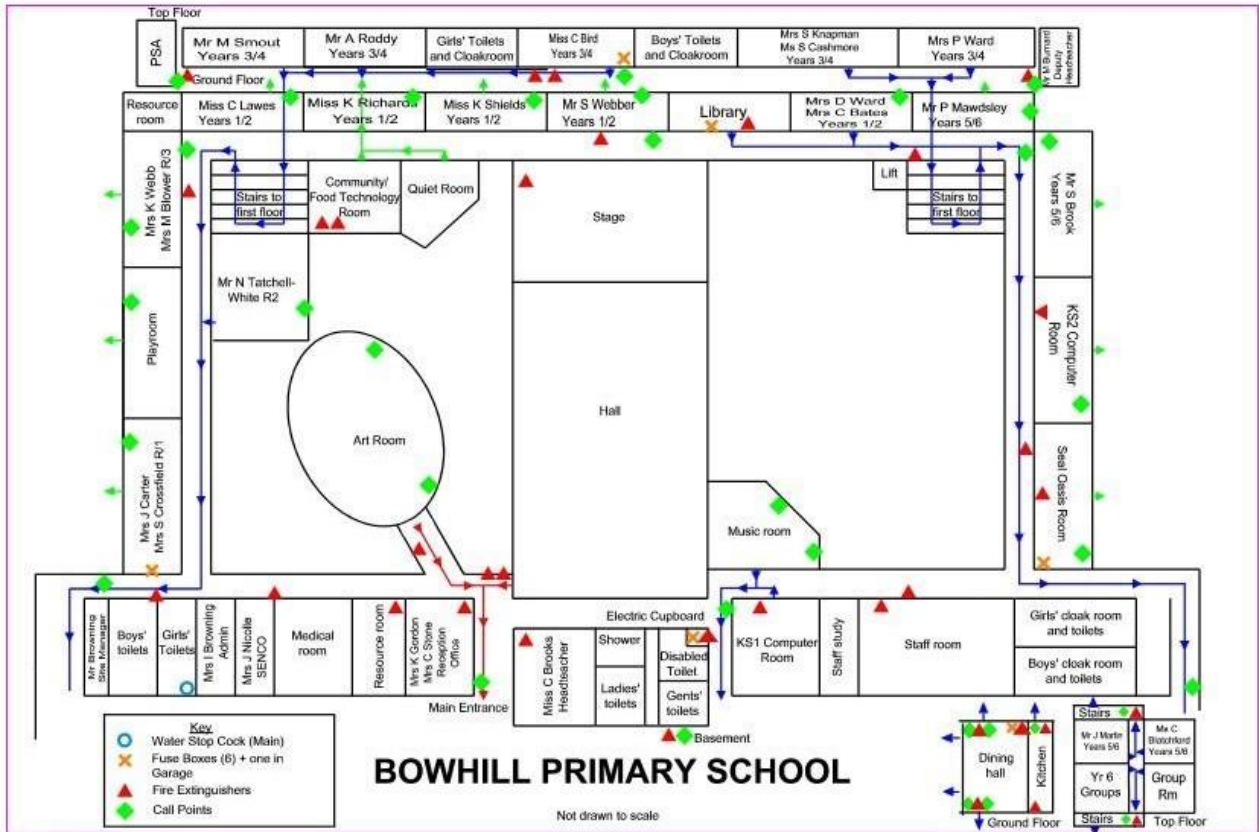 Top Floor
PSA
Mr M Smout
Years 3/4
Mr A Roddy
Years 3/4
Girls' Toilets
and Cloakroom
Miss C Bird
Years 3/4
Boys' Toilets
and Cloakroom
Mrs S Knapman
Ms S Cashmore
Years 3/4
Mrs P Ward
Years 3/4
Mr M Burnard
Deputy
Headteacher
Ground Floor
Resource
room
Miss C Lawes
Years 1/2
Miss K Richards
Years 1/2
Miss K Shields
Years 1/2
Mr S Webber
Years 1/2
Library
Mrs D Ward
Mrs C Bates
Years 1/2
Mr P Mawdsley
Years 5/6
Mrs K Webb
Mrs M Blower R/3
Stairs to
first floor
Community/
Food Technology
Room
Quiet Room
Stage
Lift
Stairs to
first floor
Mr S Brook
Years 5/6
Playroom
Mr N Tatchell-
White R2
KS2 Computer
Room
Art Room
Hall
Mrs J Carter
Mrs S Crossfield R/1
Music room
Seal Oasis Room
Mr Browning
Site Manager
Boys'
toilets
Girls'
Toilets
Mrs I Browning
Admin
Mrs J Nicolle
SENCO
Medical
room
Resource room
Mrs K Gordon
Mrs C Stone
Reception
Office
Main Entrance
Electric Cupboard
Miss C Brooks
Headteacher
Shower
Ladies'
toilets
Disabled
Toilet
Gents'
toilets
Basement
KS1 Computer
Room
Staff study
Staff room
Girls' cloak room
and toilets
Boys' cloak room
and toilets
Key
Water Stop Cock (Main)
Fuse Boxes (6) + one in
Garage
Fire Extinguishers
Call Points
BOWHILL PRIMARY SCHOOL
Not drawn to scale
Dining
hall
Kitchen
Ground Floor
Stairs
Mr J Martin
Years 5/6
Ms C
Blatchford
Years 5/6
Yr 6
Groups
Group
Rm
Stairs
Top Floor